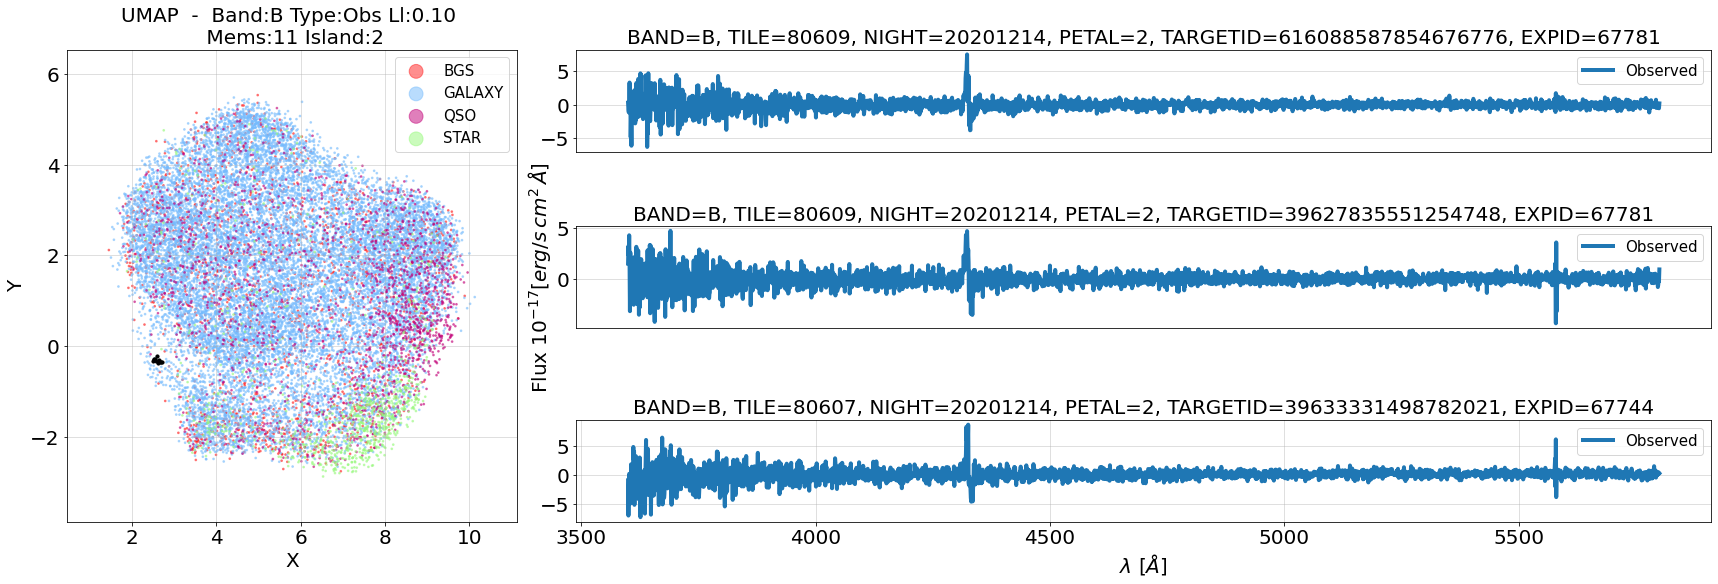 UMAP  -  Band:B Type:Obs Ll:0.10
Mems:11 Island:2
BGS
GALAXY
QSO
STAR
6
4
2
0
−2
Y
2
4
6
8
10
X
BAND=B, TILE=80609, NIGHT=20201214, PETAL=2, TARGETID=616088587854676776, EXPID=67781
Observed
5
0
−5
BAND=B, TILE=80609, NIGHT=20201214, PETAL=2, TARGETID=39627835551254748, EXPID=67781
Observed
5
0
Flux 10⁻¹⁷[erg/s cm² Å]
BAND=B, TILE=80607, NIGHT=20201214, PETAL=2, TARGETID=39633331498782021, EXPID=67744
Observed
5
0
−5
3500
4000
4500
5000
5500
λ [Å]